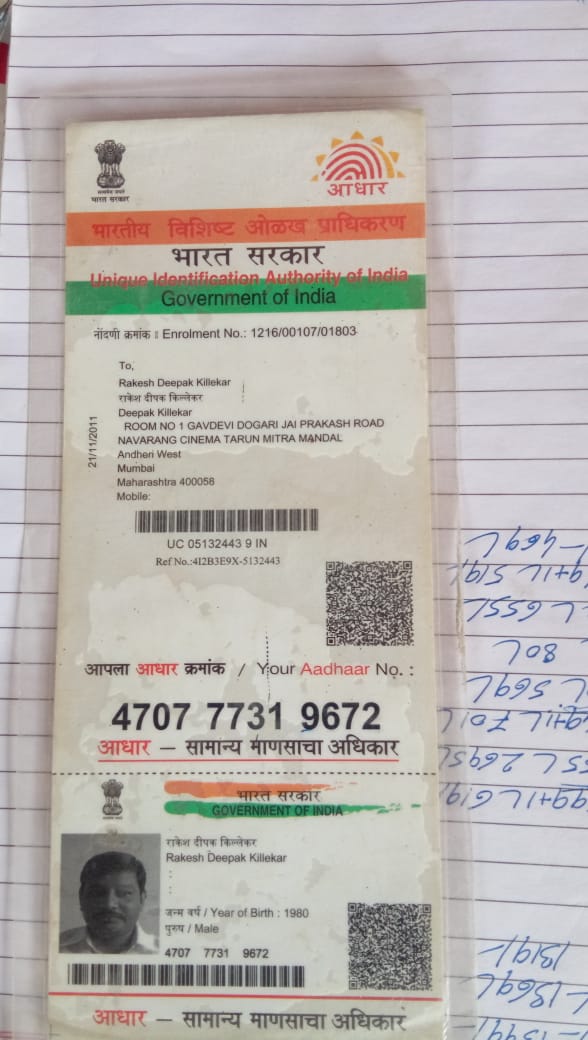 सत्यमेव जयते
भारत सरकार
आधार
भारतीय विशिष्ट ओळख प्राधिकरण
भारत सरकार
Unique Identification Authority of India
Government of India
नोंदणी क्रमांक : Enrolment No.: 1216/00107/01803
21/11/2011
To,
Rakesh Deepak Killekar
राकेश दीपक किल्लेकर
Deepak Killekar
ROOM NO 1 GAVDEVI DOGARI JAI PRAKASH ROAD
NAVARANG CINEMA TARUN MITRA MANDAL
Andheri West
Mumbai
Maharashtra 400058
Mobile:
UC 05132443 9 IN
Ref No.:4I2B3E9X-5132443
आपला आधार क्रमांक / Your Aadhaar No. :
4707 7731 9672
आधार – सामान्य माणसाचा अधिकार
भारत सरकार
GOVERNMENT OF INDIA
राकेश दीपक किल्लेकर
Rakesh Deepak Killekar
जन्म वर्ष / Year of Birth : 1980
पुरुष / Male
4707 7731 9672
आधार – सामान्य माणसाचा अधिकार